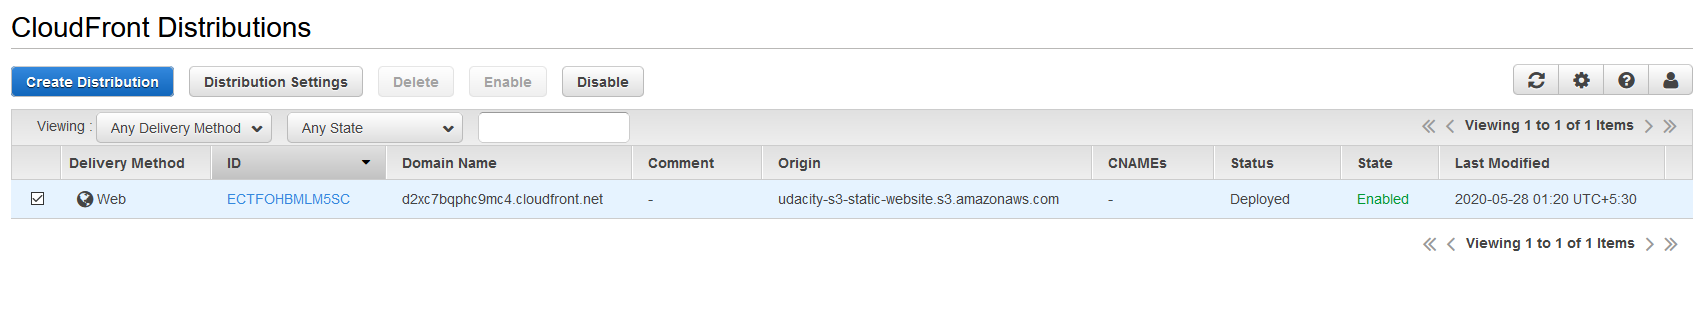 CloudFront Distributions
Create Distribution Distribution Settings Delete Enable Disable
Viewing : Any Delivery Method Any State Viewing 1 to 1 of 1 Items
Delivery Method ID Domain Name Comment Origin CNAMEs Status State Last Modified
Web ECTFOHBMLM5SC d2xc7bqphc9mc4.cloudfront.net - udacity-s3-static-website.s3.amazonaws.com - Deployed Enabled 2020-05-28 01:20 UTC+5:30
Viewing 1 to 1 of 1 Items